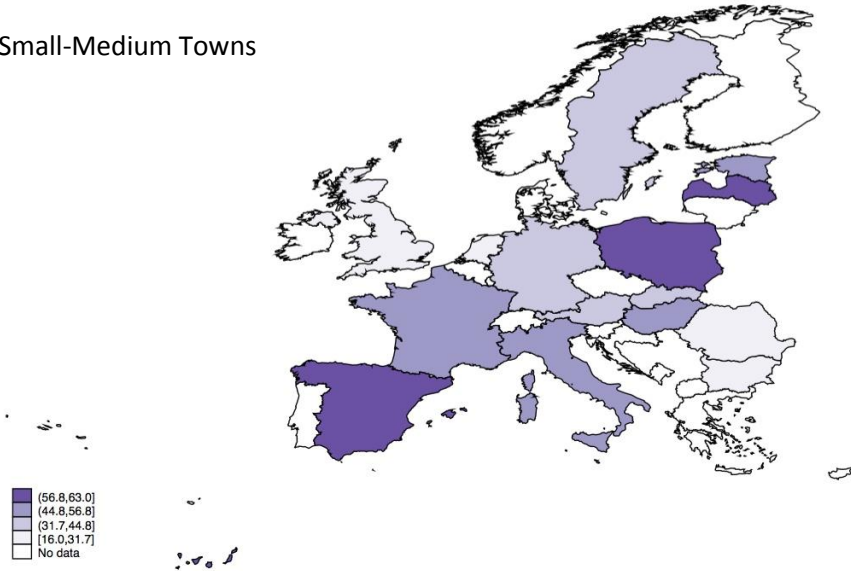 Small-Medium Towns
(56.8,63.0]
(44.8,56.8]
(31.7,44.8]
[16.0,31.7]
No data